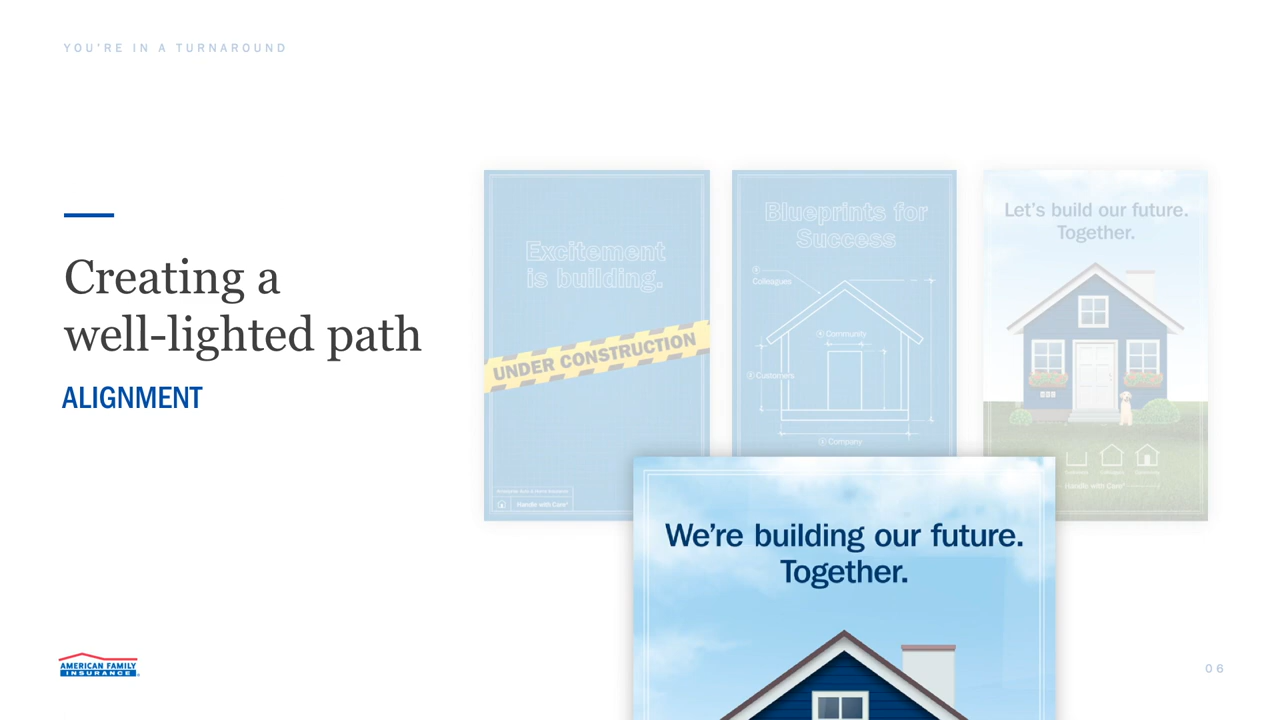 YOU'RE IN A TURNAROUND
Creating a
well-lighted path
ALIGNMENT
Excitement
is building.
UNDER CONSTRUCTION
Handle with Care®
Blueprints for
Success
Colleagues
④ Community
Customers
Company
Let's build our future.
Together.
Handle with Care®
We're building our future.
Together.
AMERICAN FAMILY
INSURANCE
06